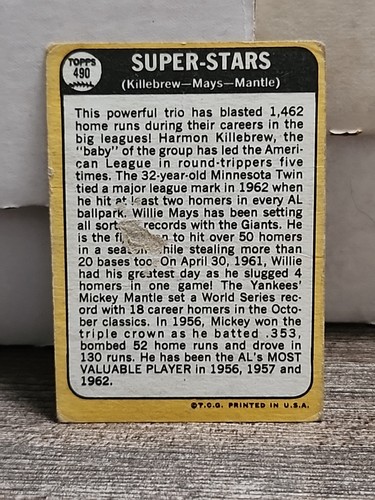 TOPPS
490
SUPER-STARS
(Killebrew—Mays—Mantle)
This powerful trio has blasted 1,462
home runs during their careers in the
big leagues! Harmon Killebrew, the
"baby" of the group has led the Ameri-
can League in round-trippers five
times. The 32-year-old Minnesota Twin
tied a major league mark in 1962 when
he hit at least two homers in every AL
ballpark. Willie Mays has been setting
all sort records with the Giants. He
is the to hit over 50 homers
in a while stealing more than
20 bases too. On April 30, 1961, Willie
had his greatest day as he slugged 4
homers in one game! The Yankees'
Mickey Mantle set a World Series rec-
ord with 18 career homers in the Octo-
ber classics. In 1956, Mickey won the
triple crown as he batted .353,
bombed 52 home runs and drove in
130 runs. He has been the AL's MOST
VALUABLE PLAYER in 1956, 1957 and
1962.
©T.C.G. PRINTED IN U.S.A.